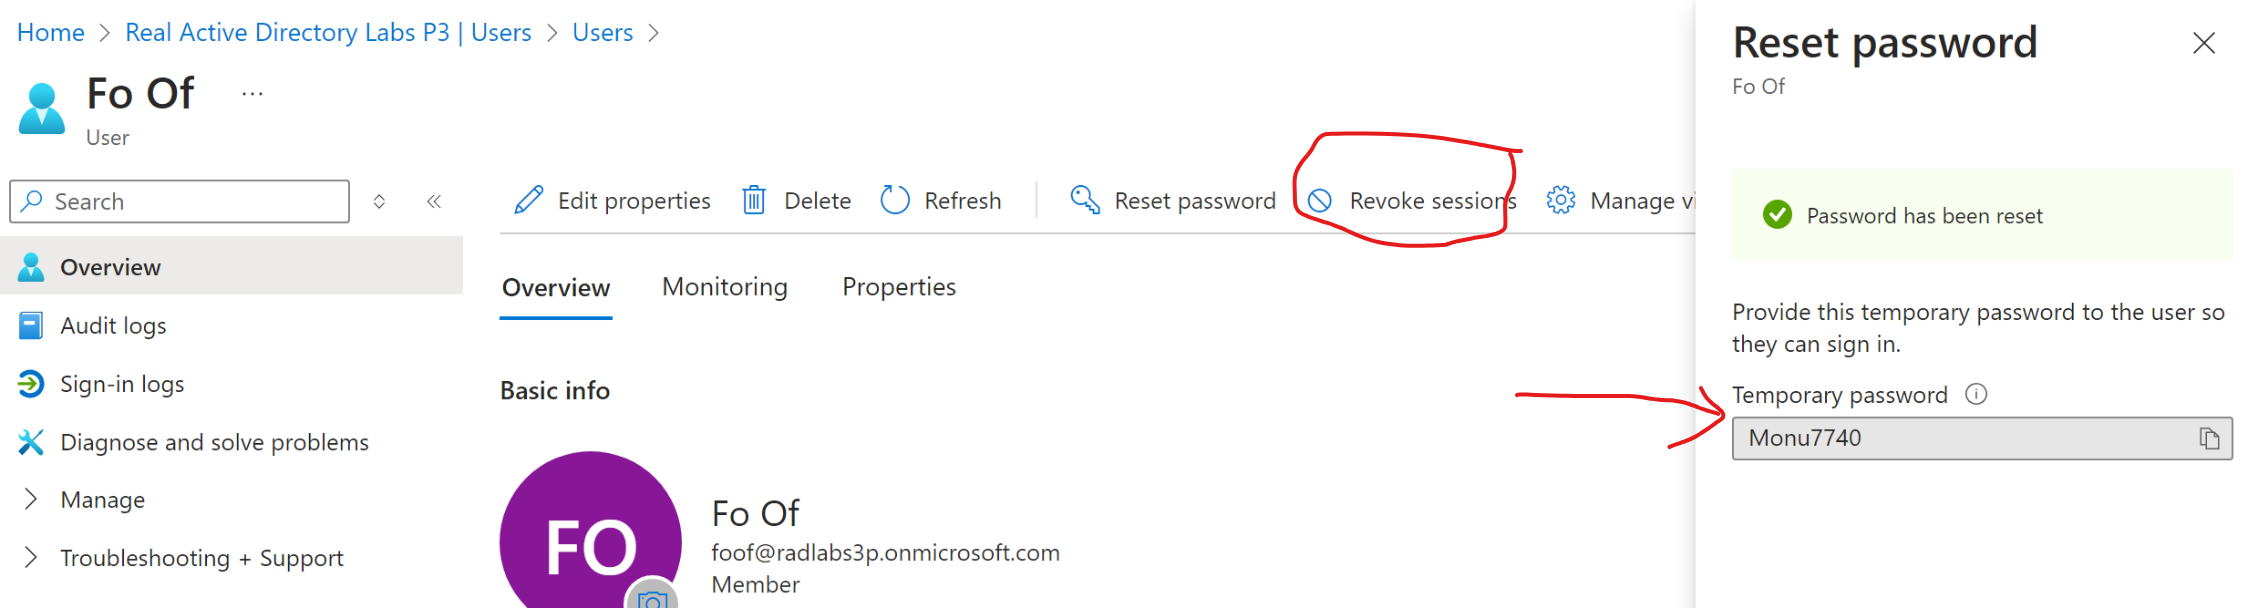 Home > Real Active Directory Labs P3 | Users > Users >
Fo Of ...
User
Search
Overview
Audit logs
Sign-in logs
Diagnose and solve problems
Manage
Troubleshooting + Support
Edit properties Delete Refresh Reset password Revoke sessions Manage vi
Overview Monitoring Properties
Basic info
FO
Fo Of
foof@radlabs3p.onmicrosoft.com
Member
Reset password
Fo Of
Password has been reset
Provide this temporary password to the user so
they can sign in.
Temporary password
Monu7740